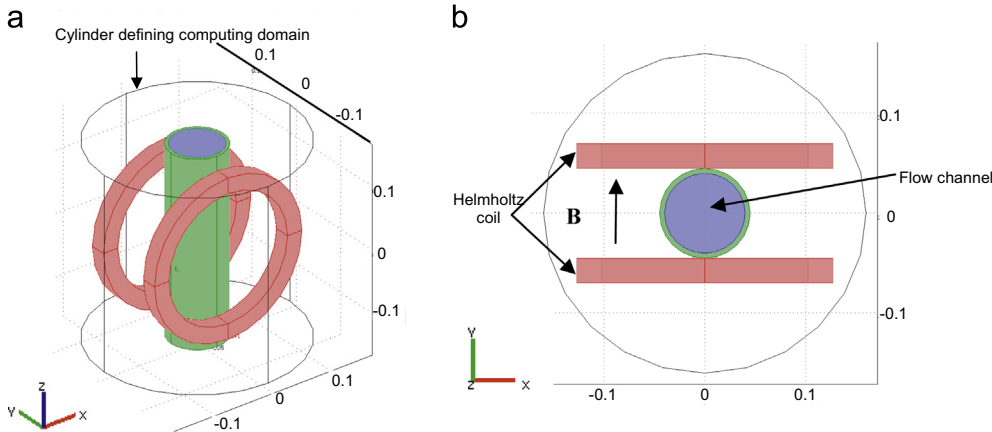 a
Cylinder defining computing domain
0.1
0
-0.1
0.1
0
-0.1
0.1
0
-0.1
z
Y
X
b
0.1
Helmholtz
coil
B
Flow channel
0
-0.1
Y
Z
X
-0.1
0
0.1